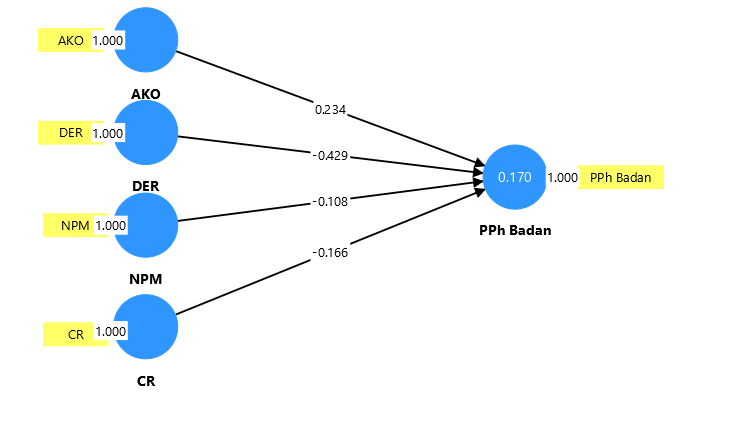 AKO 1.000
AKO
0.234
DER 1.000
DER
-0.429
0.170 1.000 PPh Badan
PPh Badan
NPM 1.000
NPM
-0.108
-0.166
CR 1.000
CR